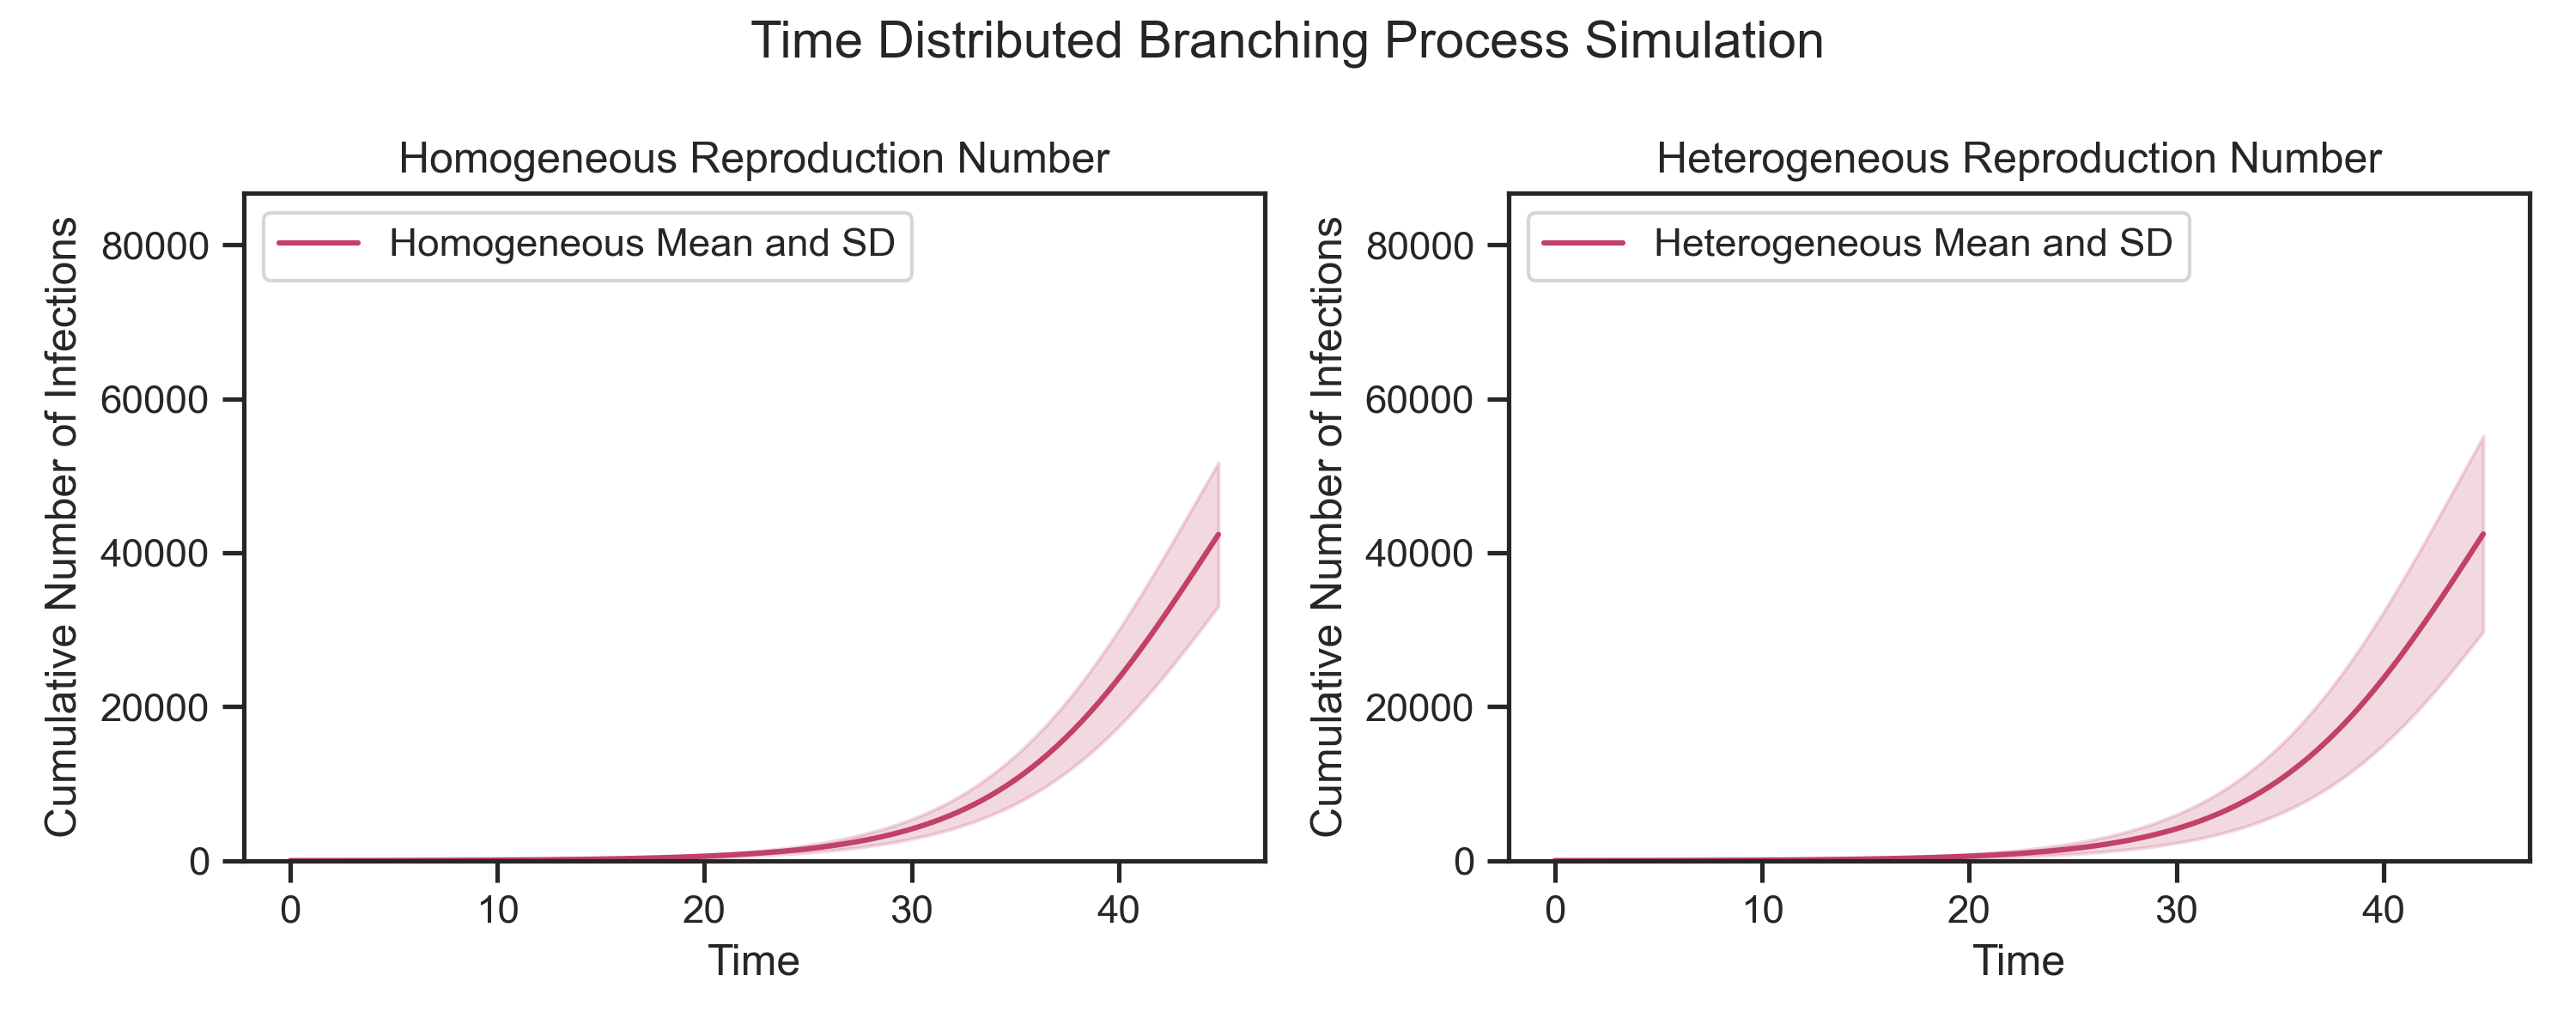 Time Distributed Branching Process Simulation
Homogeneous Reproduction Number
Homogeneous Mean and SD
Cumulative Number of Infections
80000
60000
40000
20000
0
0 10 20 30 40
Time
Heterogeneous Reproduction Number
Heterogeneous Mean and SD
Cumulative Number of Infections
80000
60000
40000
20000
0
0 10 20 30 40
Time